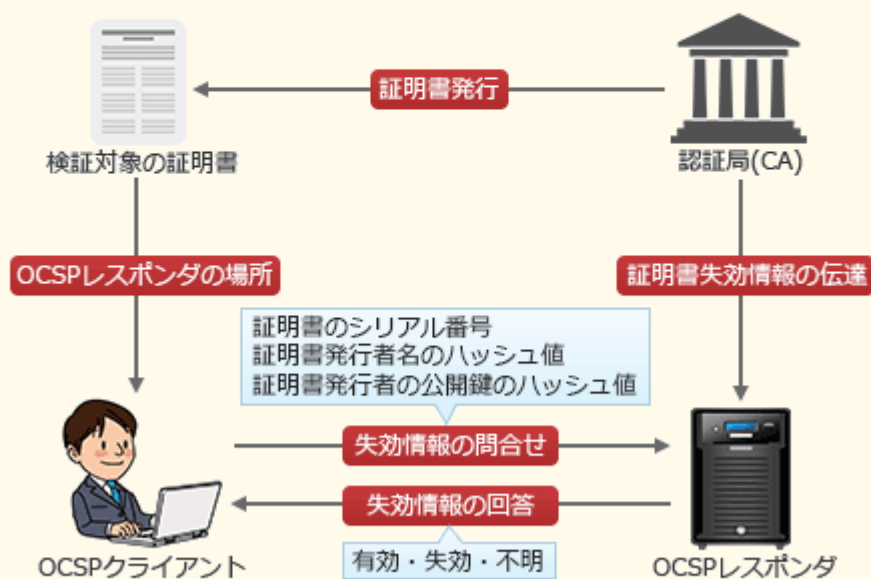 証明書発行
検証対象の証明書
認証局(CA)
OCSPレスポンダの場所
証明書失効情報の伝達
証明書のシリアル番号
証明書発行者名のハッシュ値
証明書発行者の公開鍵のハッシュ値
失効情報の問合せ
失効情報の回答
有効・失効・不明
OCSPクライアント
OCSPレスポンダ